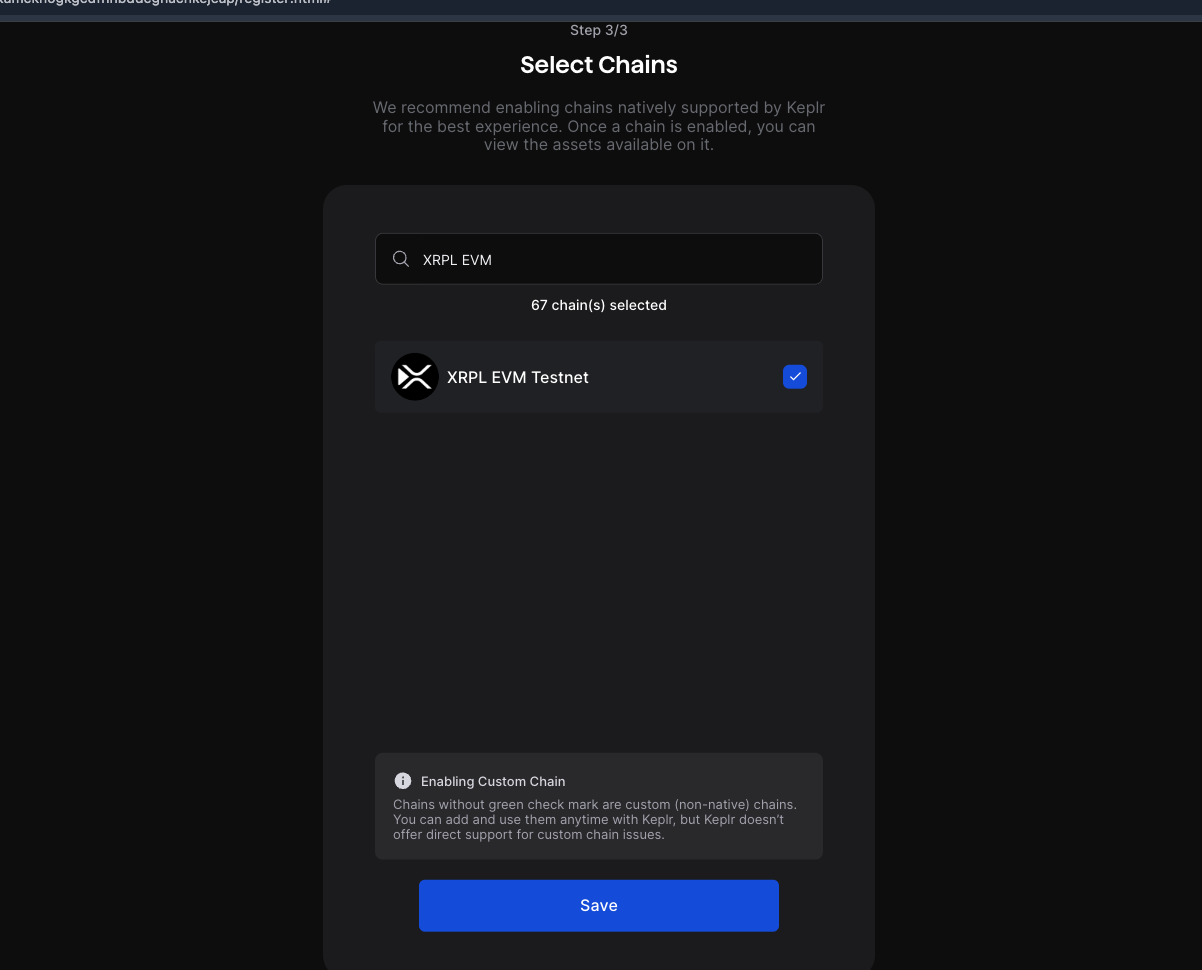 Step 3/3
Select Chains
We recommend enabling chains natively supported by Keplr
for the best experience. Once a chain is enabled, you can
view the assets available on it.
XRPL EVM
67 chain(s) selected
XRPL EVM Testnet
Enabling Custom Chain
Chains without green check mark are custom (non-native) chains.
You can add and use them anytime with Keplr, but Keplr doesn’t
offer direct support for custom chain issues.
Save